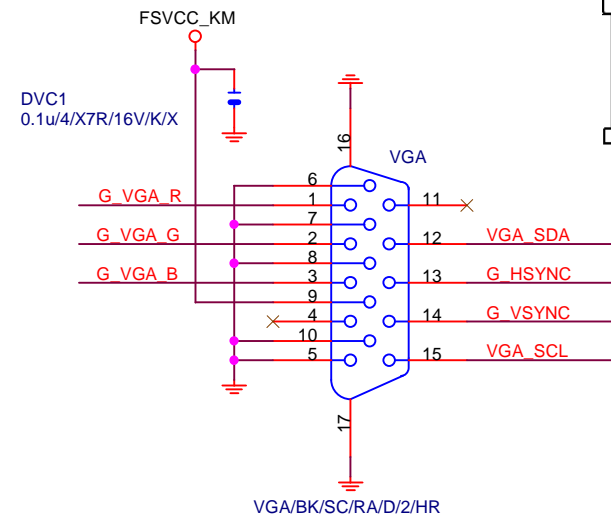 FSVCC_KM
DVC1
0.1u/4/X7R/16V/K/X
16
VGA
6
G_VGA_R 1 11
7
G_VGA_G 2 12 VGA_SDA
8
G_VGA_B 3 13 G_HSYNC
9
4 14 G_VSYNC
10
5 15 VGA_SCL
17
VGA/BK/SC/RA/D/2/HR